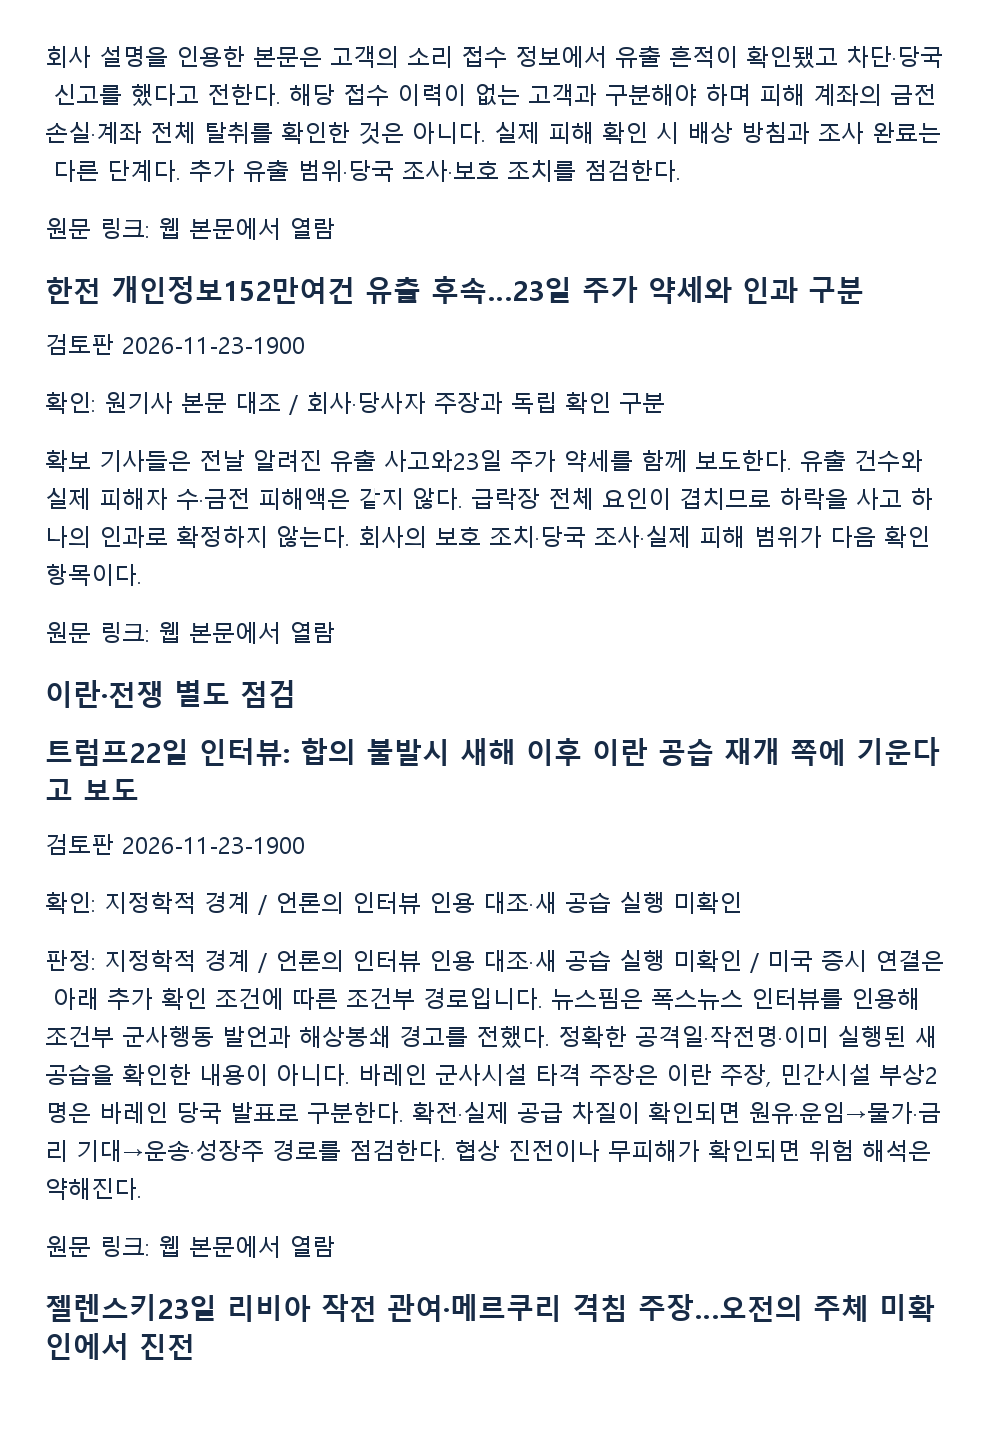 회사 설명을 인용한 본문은 고객의 소리 접수 정보에서 유출 흔적이 확인됐고 차단·당국
신고를 했다고 전한다. 해당 접수 이력이 없는 고객과 구분해야 하며 피해 계좌의 금전
손실·계좌 전체 탈취를 확인한 것은 아니다. 실제 피해 확인 시 배상 방침과 조사 완료는
다른 단계다. 추가 유출 범위·당국 조사·보호 조치를 점검한다.
원문 링크: 웹 본문에서 열람
한전 개인정보152만여건 유출 후속…23일 주가 약세와 인과 구분
검토판 2026-11-23-1900
확인: 원기사 본문 대조 / 회사·당사자 주장과 독립 확인 구분
확보 기사들은 전날 알려진 유출 사고와23일 주가 약세를 함께 보도한다. 유출 건수와
실제 피해자 수·금전 피해액은 같지 않다. 급락장 전체 요인이 겹치므로 하락을 사고 하
나의 인과로 확정하지 않는다. 회사의 보호 조치·당국 조사·실제 피해 범위가 다음 확인
항목이다.
원문 링크: 웹 본문에서 열람
이란·전쟁 별도 점검
트럼프22일 인터뷰: 합의 불발시 새해 이후 이란 공습 재개 쪽에 기운다
고 보도
검토판 2026-11-23-1900
확인: 지정학적 경계 / 언론의 인터뷰 인용 대조·새 공습 실행 미확인
판정: 지정학적 경계 / 언론의 인터뷰 인용 대조·새 공습 실행 미확인 / 미국 증시 연결은
아래 추가 확인 조건에 따른 조건부 경로입니다. 뉴스핌은 폭스뉴스 인터뷰를 인용해
조건부 군사행동 발언과 해상봉쇄 경고를 전했다. 정확한 공격일·작전명·이미 실행된 새
공습을 확인한 내용이 아니다. 바레인 군사시설 타격 주장은 이란 주장, 민간시설 부상2
명은 바레인 당국 발표로 구분한다. 확전·실제 공급 차질이 확인되면 원유·운임→물가·금
리 기대→운송·성장주 경로를 점검한다. 협상 진전이나 무피해가 확인되면 위험 해석은
약해진다.
원문 링크: 웹 본문에서 열람
젤렌스키23일 리비아 작전 관여·메르쿠리 격침 주장…오전의 주체 미확
인에서 진전